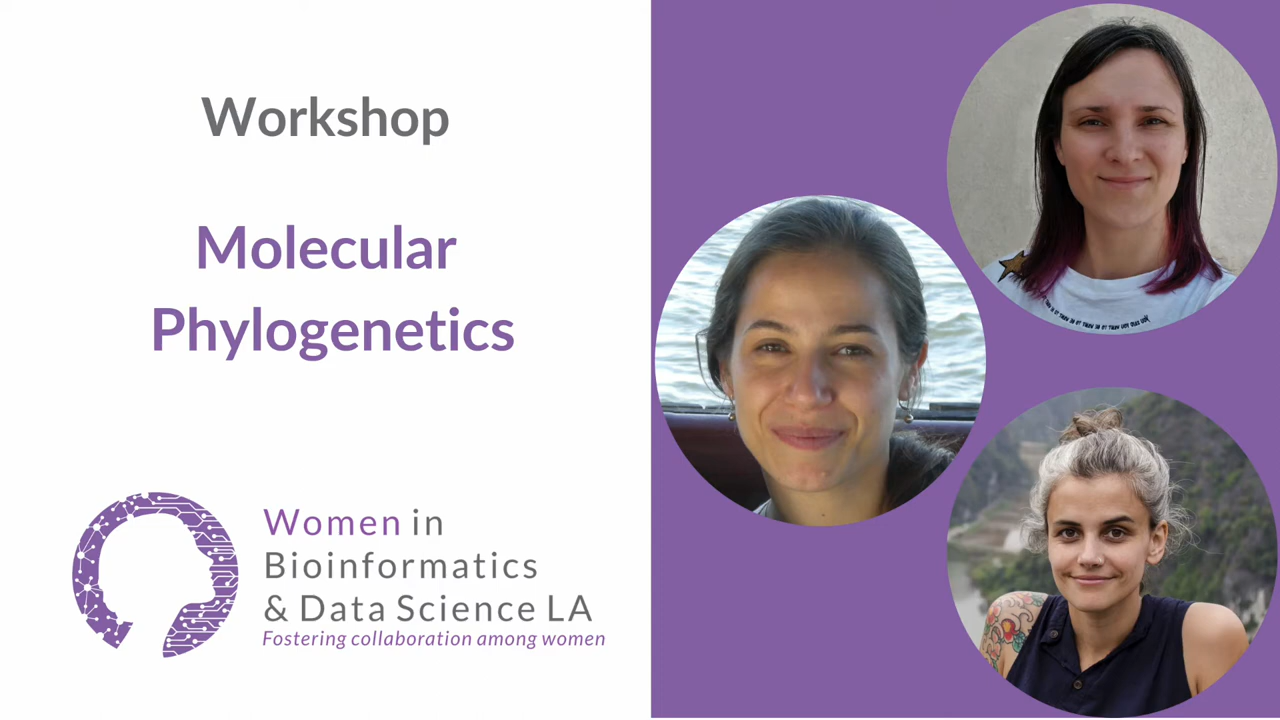 Workshop
Molecular
Phylogenetics
Women in
Bioinformatics
& Data Science LA
Fostering collaboration among women